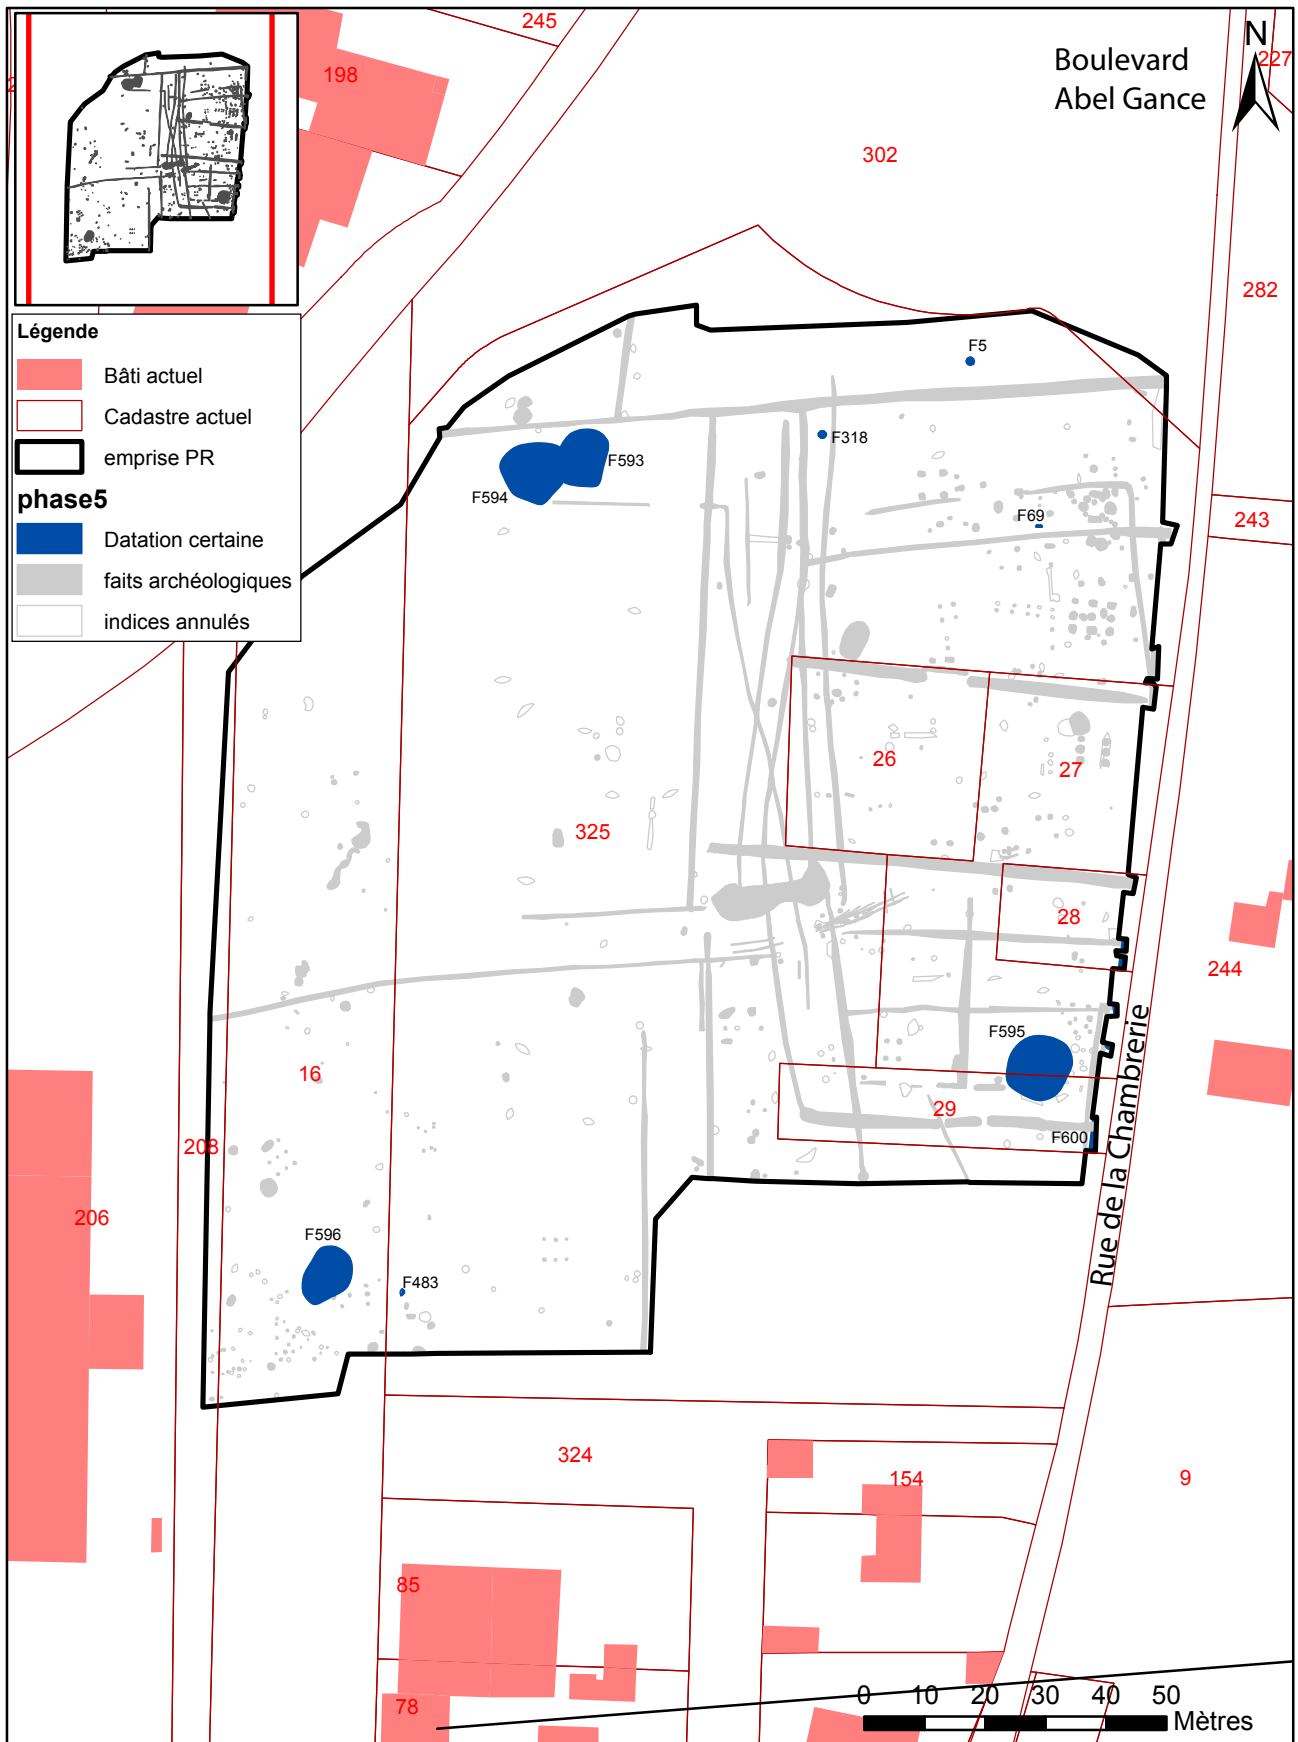 245
198
Boulevard
Abel Gance
N
227
302
282
Légende
Bâti actuel
Cadastre actuel
emprise PR
phase5
Datation certaine
faits archéologiques
indices annulés
F5
F318
F593
F594
F69
243
26
27
325
28
244
F595
16
29
F600
208
206
Rue de la Chambrerie
F596
F483
324
154
9
85
78
0 10 20 30 40 50
Mètres